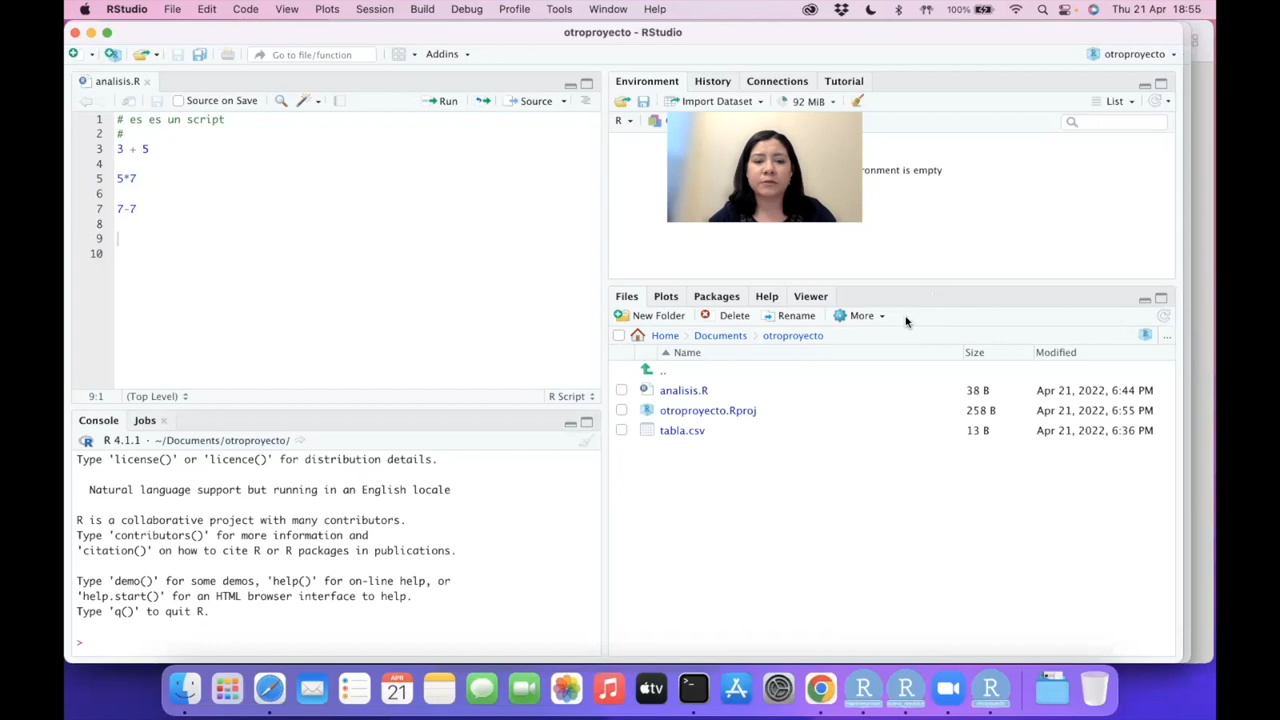 RStudio File Edit Code View Plots Session Build Debug Profile Tools Window Help 100% Thu 21 Apr 18:55
otroproyecto - RStudio
Go to file/function Addins otroproyecto
analisis.R
Source on Save Run Source
1 # es es un script
2 #
3 3 + 5
4
5 5*7
6
7 7-7
8
9
10
9:1 (Top Level) R Script
Console Jobs
R 4.1.1 · ~/Documents/otroproyecto/
Type 'license()' or 'licence()' for distribution details.
Natural language support but running in an English locale
R is a collaborative project with many contributors.
Type 'contributors()' for more information and
'citation()' on how to cite R or R packages in publications.
Type 'demo()' for some demos, 'help()' for on-line help, or
'help.start()' for an HTML browser interface to help.
Type 'q()' to quit R.
>
Environment History Connections Tutorial
Import Dataset 92 MiB List
R
ronment is empty
Files Plots Packages Help Viewer
New Folder Delete Rename More
Home Documents otroproyecto
Name Size Modified
..
analisis.R 38 B Apr 21, 2022, 6:44 PM
otroproyecto.Rproj 258 B Apr 21, 2022, 6:55 PM
tabla.csv 13 B Apr 21, 2022, 6:36 PM
APR
21
tv
R R R